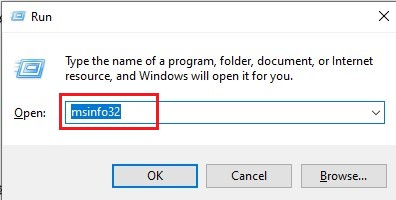 Run
Type the name of a program, folder, document, or Internet
resource, and Windows will open it for you.
Open: msinfo32
OK Cancel Browse...